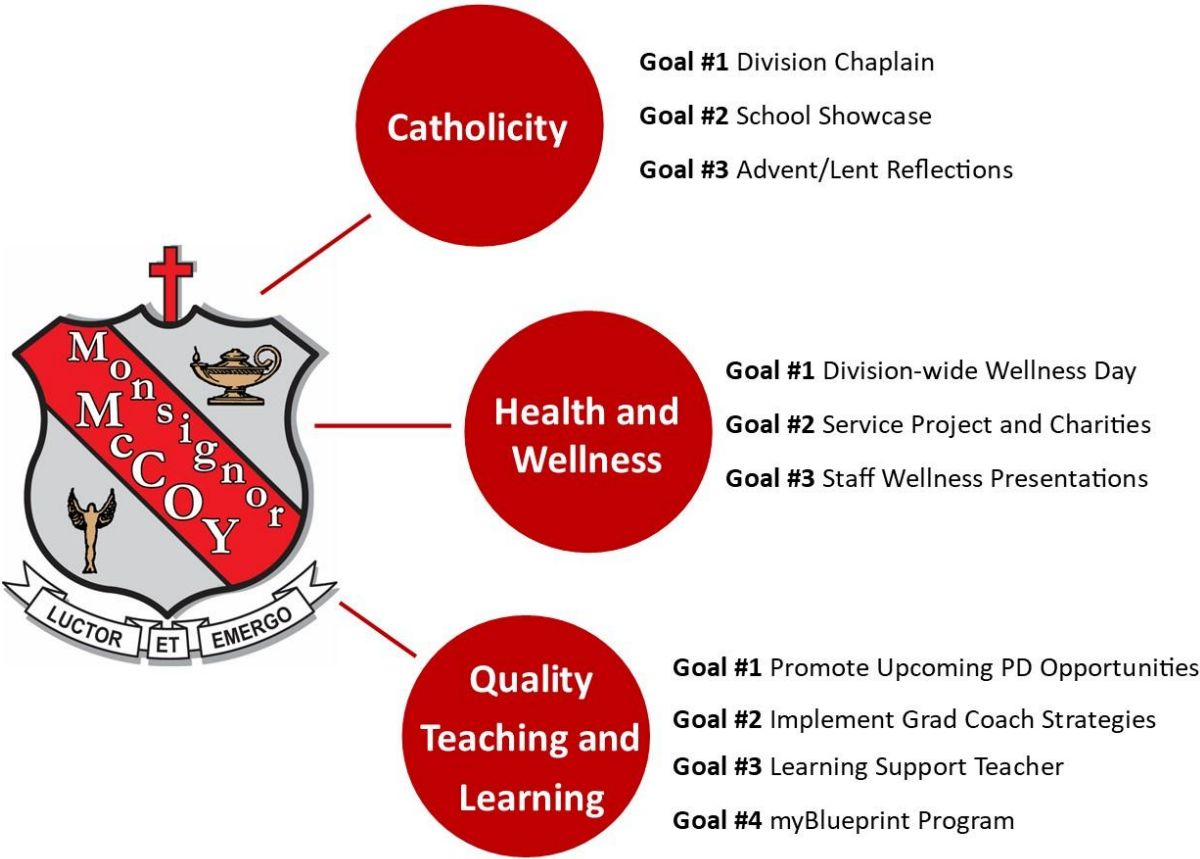 Catholicity
Goal #1 Division Chaplain
Goal #2 School Showcase
Goal #3 Advent/Lent Reflections
Monsignor
McCOY
LUCTOR ET EMERGO
Health and
Wellness
Goal #1 Division-wide Wellness Day
Goal #2 Service Project and Charities
Goal #3 Staff Wellness Presentations
Quality
Teaching and
Learning
Goal #1 Promote Upcoming PD Opportunities
Goal #2 Implement Grad Coach Strategies
Goal #3 Learning Support Teacher
Goal #4 myBlueprint Program